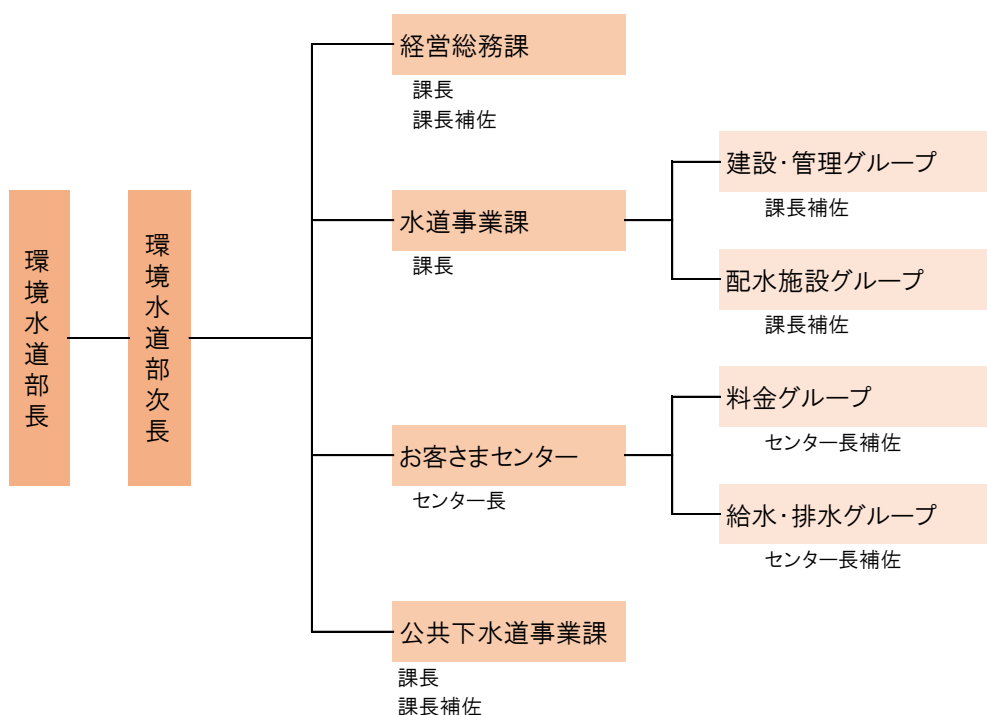 環境水道部長
環境水道部次長
経営総務課
課長
課長補佐
水道事業課
課長
建設・管理グループ
課長補佐
配水施設グループ
課長補佐
お客さまセンター
センター長
料金グループ
センター長補佐
給水・排水グループ
センター長補佐
公共下水道事業課
課長
課長補佐